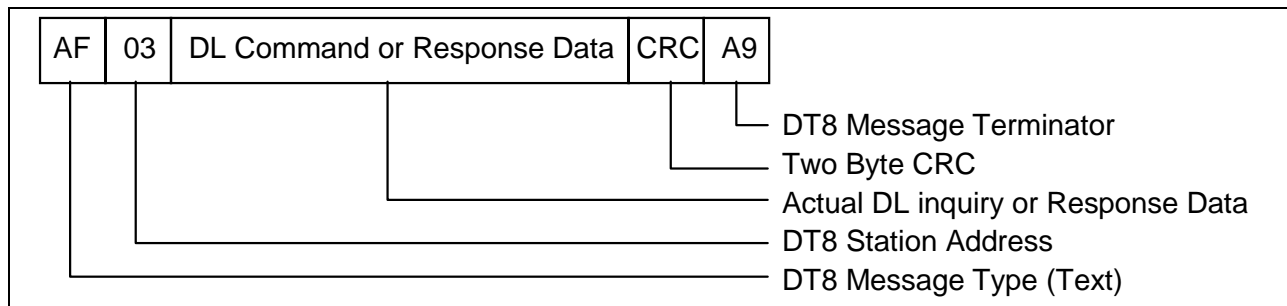 AF 03 DL Command or Response Data CRC A9
DT8 Message Terminator
Two Byte CRC
Actual DL inquiry or Response Data
DT8 Station Address
DT8 Message Type (Text)